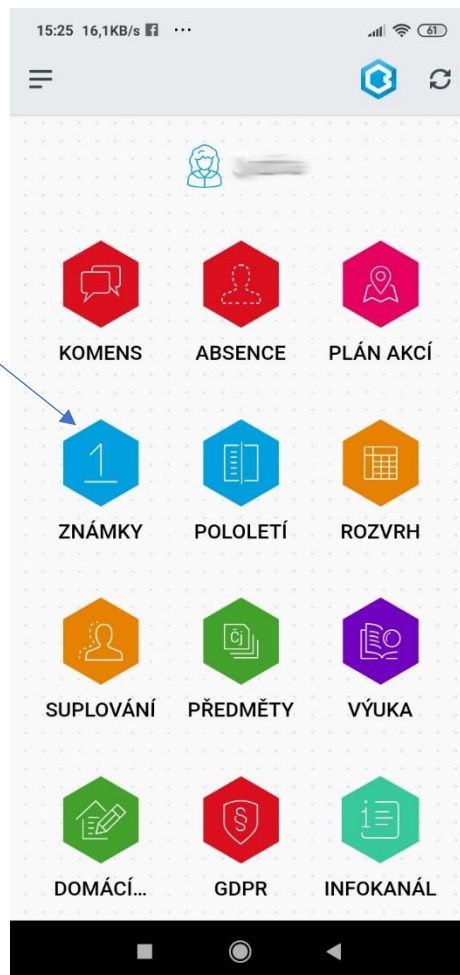 15:25 16,1KB/s ... 61
KOMENS ABSENCE PLÁN AKCÍ
1
ZNÁMKY POLOLETÍ ROZVRH
Čj
SUPLOVÁNÍ PŘEDMĚTY VÝUKA
§
DOMÁCÍ... GDPR INFOKANÁL